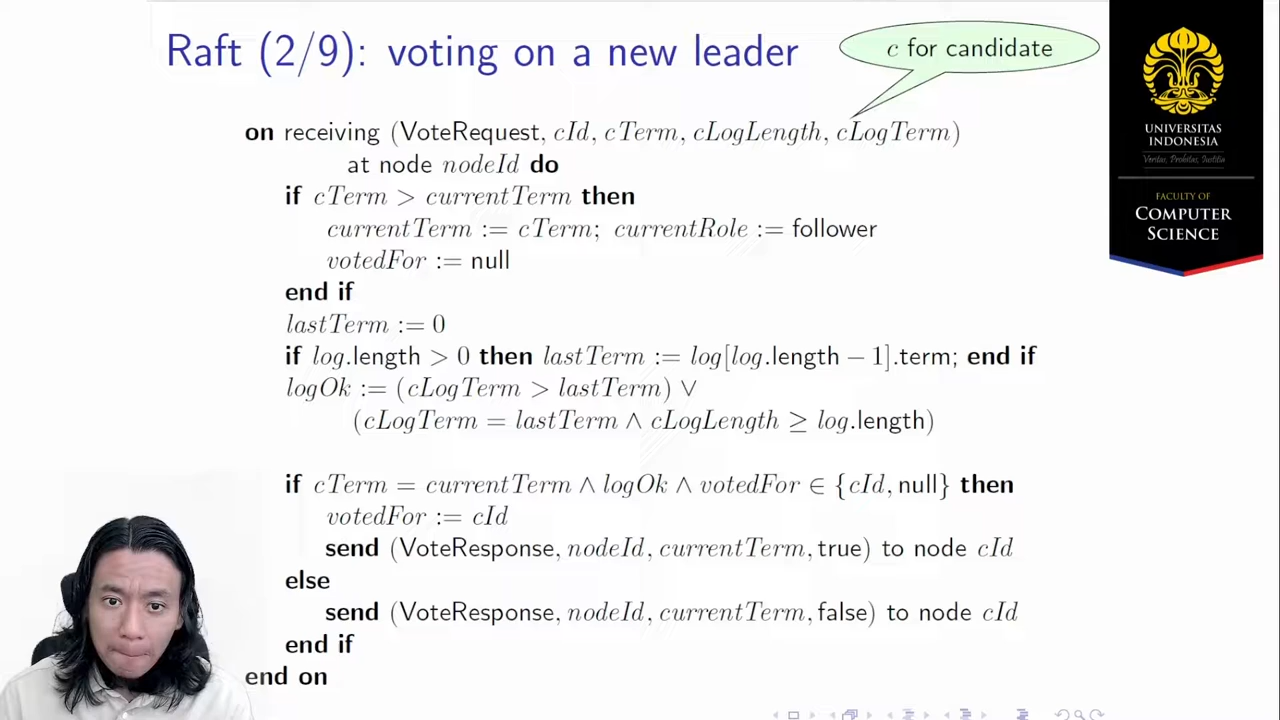 Raft (2/9): voting on a new leader
c for candidate
on receiving (VoteRequest, cId, cTerm, cLogLength, cLogTerm)
at node nodeId do
if cTerm > currentTerm then
currentTerm := cTerm; currentRole := follower
votedFor := null
end if
lastTerm := 0
if log.length > 0 then lastTerm := log[log.length − 1].term; end if
logOk := (cLogTerm > lastTerm) ∨
(cLogTerm = lastTerm ∧ cLogLength ≥ log.length)
if cTerm = currentTerm ∧ logOk ∧ votedFor ∈ {cId, null} then
votedFor := cId
send (VoteResponse, nodeId, currentTerm, true) to node cId
else
send (VoteResponse, nodeId, currentTerm, false) to node cId
end if
end on
UNIVERSITAS
INDONESIA
Veritas, Probitas, Iustitia
FACULTY OF
COMPUTER
SCIENCE